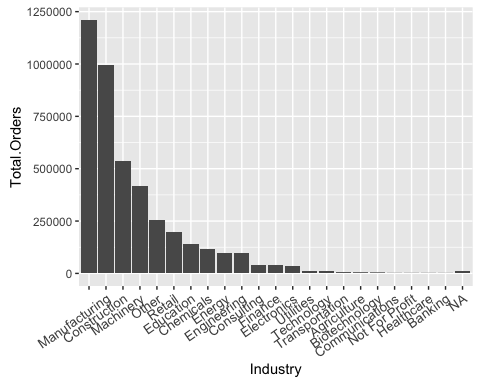 Total.Orders
1250000
1000000
750000
500000
250000
0
Manufacturing
Construction
Machinery
Other
Retail
Education
Chemicals
Energy
Engineering
Consulting
Finance
Electronics
Utilities
Technology
Transportation
Agriculture
Biotechnology
Communications
Not For Profit
Healthcare
Banking
NA
Industry